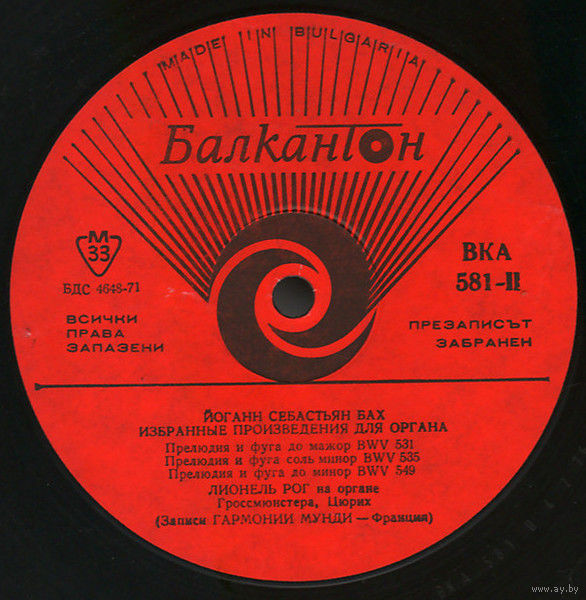 MADE IN BULGARIA
Балкантон
М
33
БДС 4648-71
ВКА
581-II
ВСИЧКИ
ПРАВА
ЗАПАЗЕНИ
ПРЕЗАПИСЪТ
ЗАБРАНЕН
ЙОГАНН СЕБАСТЬЯН БАХ
ИЗБРАННЫЕ ПРОИЗВЕДЕНИЯ ДЛЯ ОРГАНА
Прелюдия и фуга до мажор BWV 531
Прелюдия и фуга соль минор BWV 535
Прелюдия и фуга до минор BWV 549
ЛИОНЕЛЬ РОГ на органе
Гроссмюнстера, Цюрих
(Записи ГАРМОНИИ МУНДИ — Франция)
www.ay.by